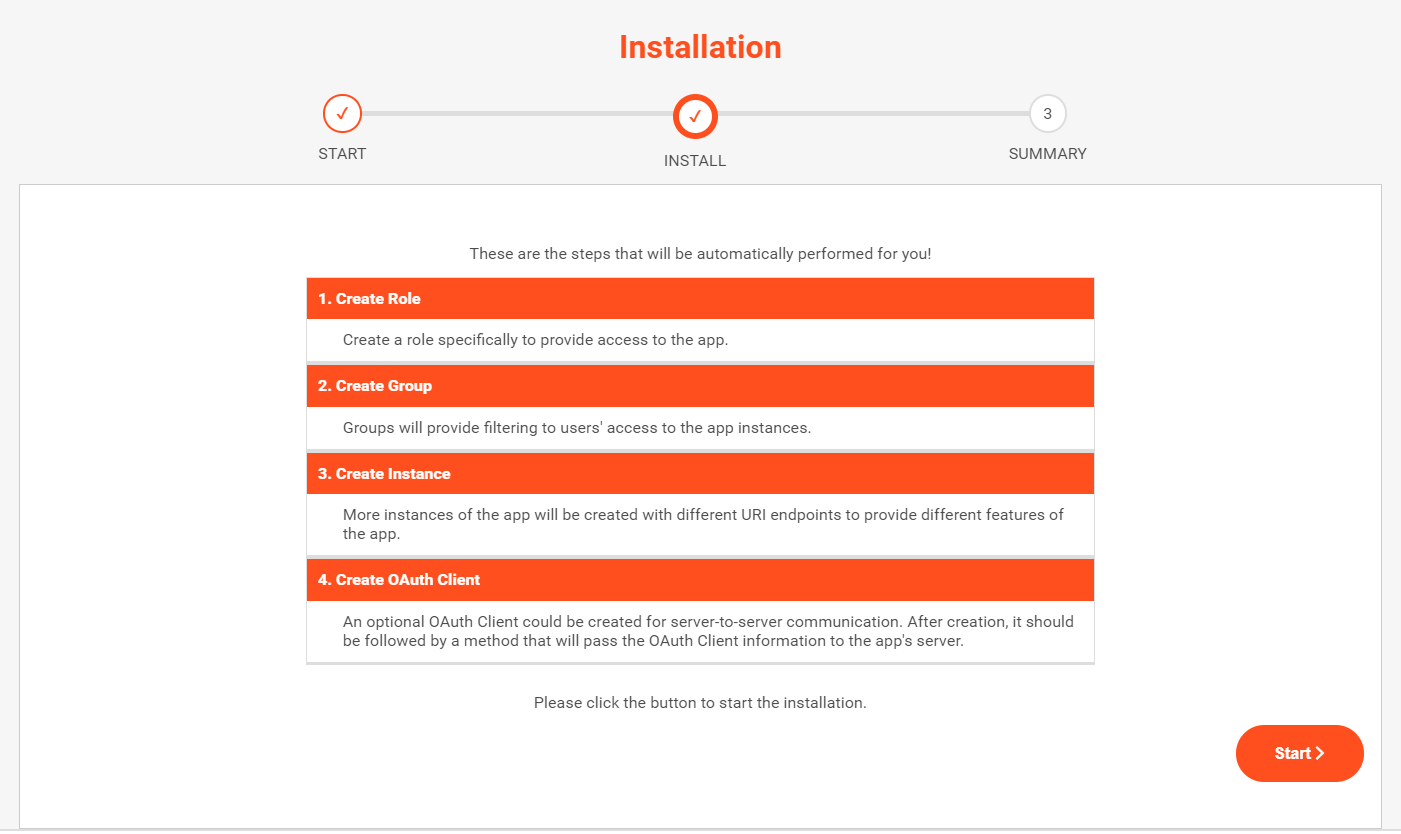 Installation
✓
✓
3
START
INSTALL
SUMMARY
These are the steps that will be automatically performed for you!
1. Create Role
Create a role specifically to provide access to the app.
2. Create Group
Groups will provide filtering to users' access to the app instances.
3. Create Instance
More instances of the app will be created with different URI endpoints to provide different features of
the app.
4. Create OAuth Client
An optional OAuth Client could be created for server-to-server communication. After creation, it should
be followed by a method that will pass the OAuth Client information to the app's server.
Please click the button to start the installation.
Start